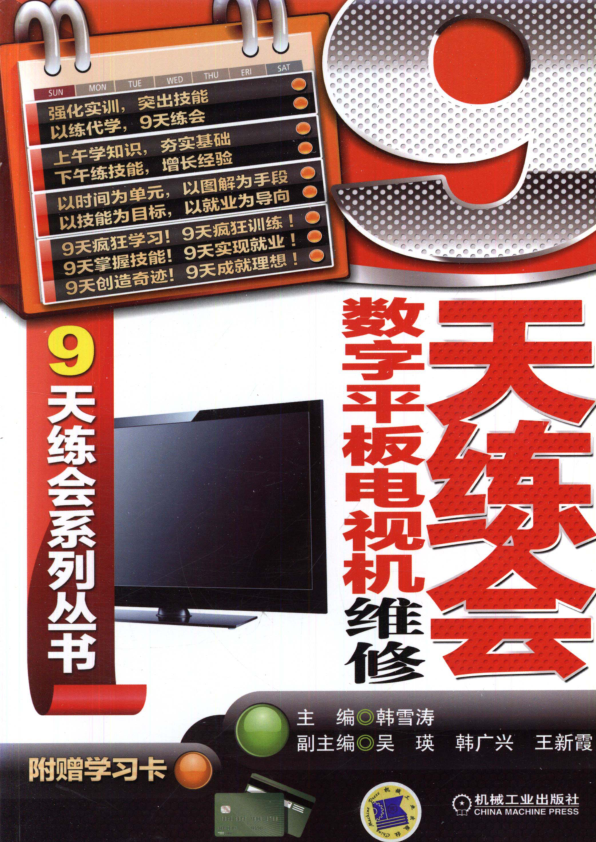 SUN MON TUE WED THU FRI SAT
强化实训，突出技能
以练代学，9天练会
上午学知识，夯实基础
下午练技能，增长经验
以时间为单元，以图解为手段
以技能为目标，以就业为导向
9天疯狂学习！9天疯狂训练！
9天掌握技能！9天实现就业！
9天创造奇迹！9天成就理想！
9
天练会
数字平板电视机维修
9天练会系列丛书
主 编◎韩雪涛
副主编◎吴 瑛 韩广兴 王新霞
附赠学习卡
机械工业出版社
CHINA MACHINE PRESS